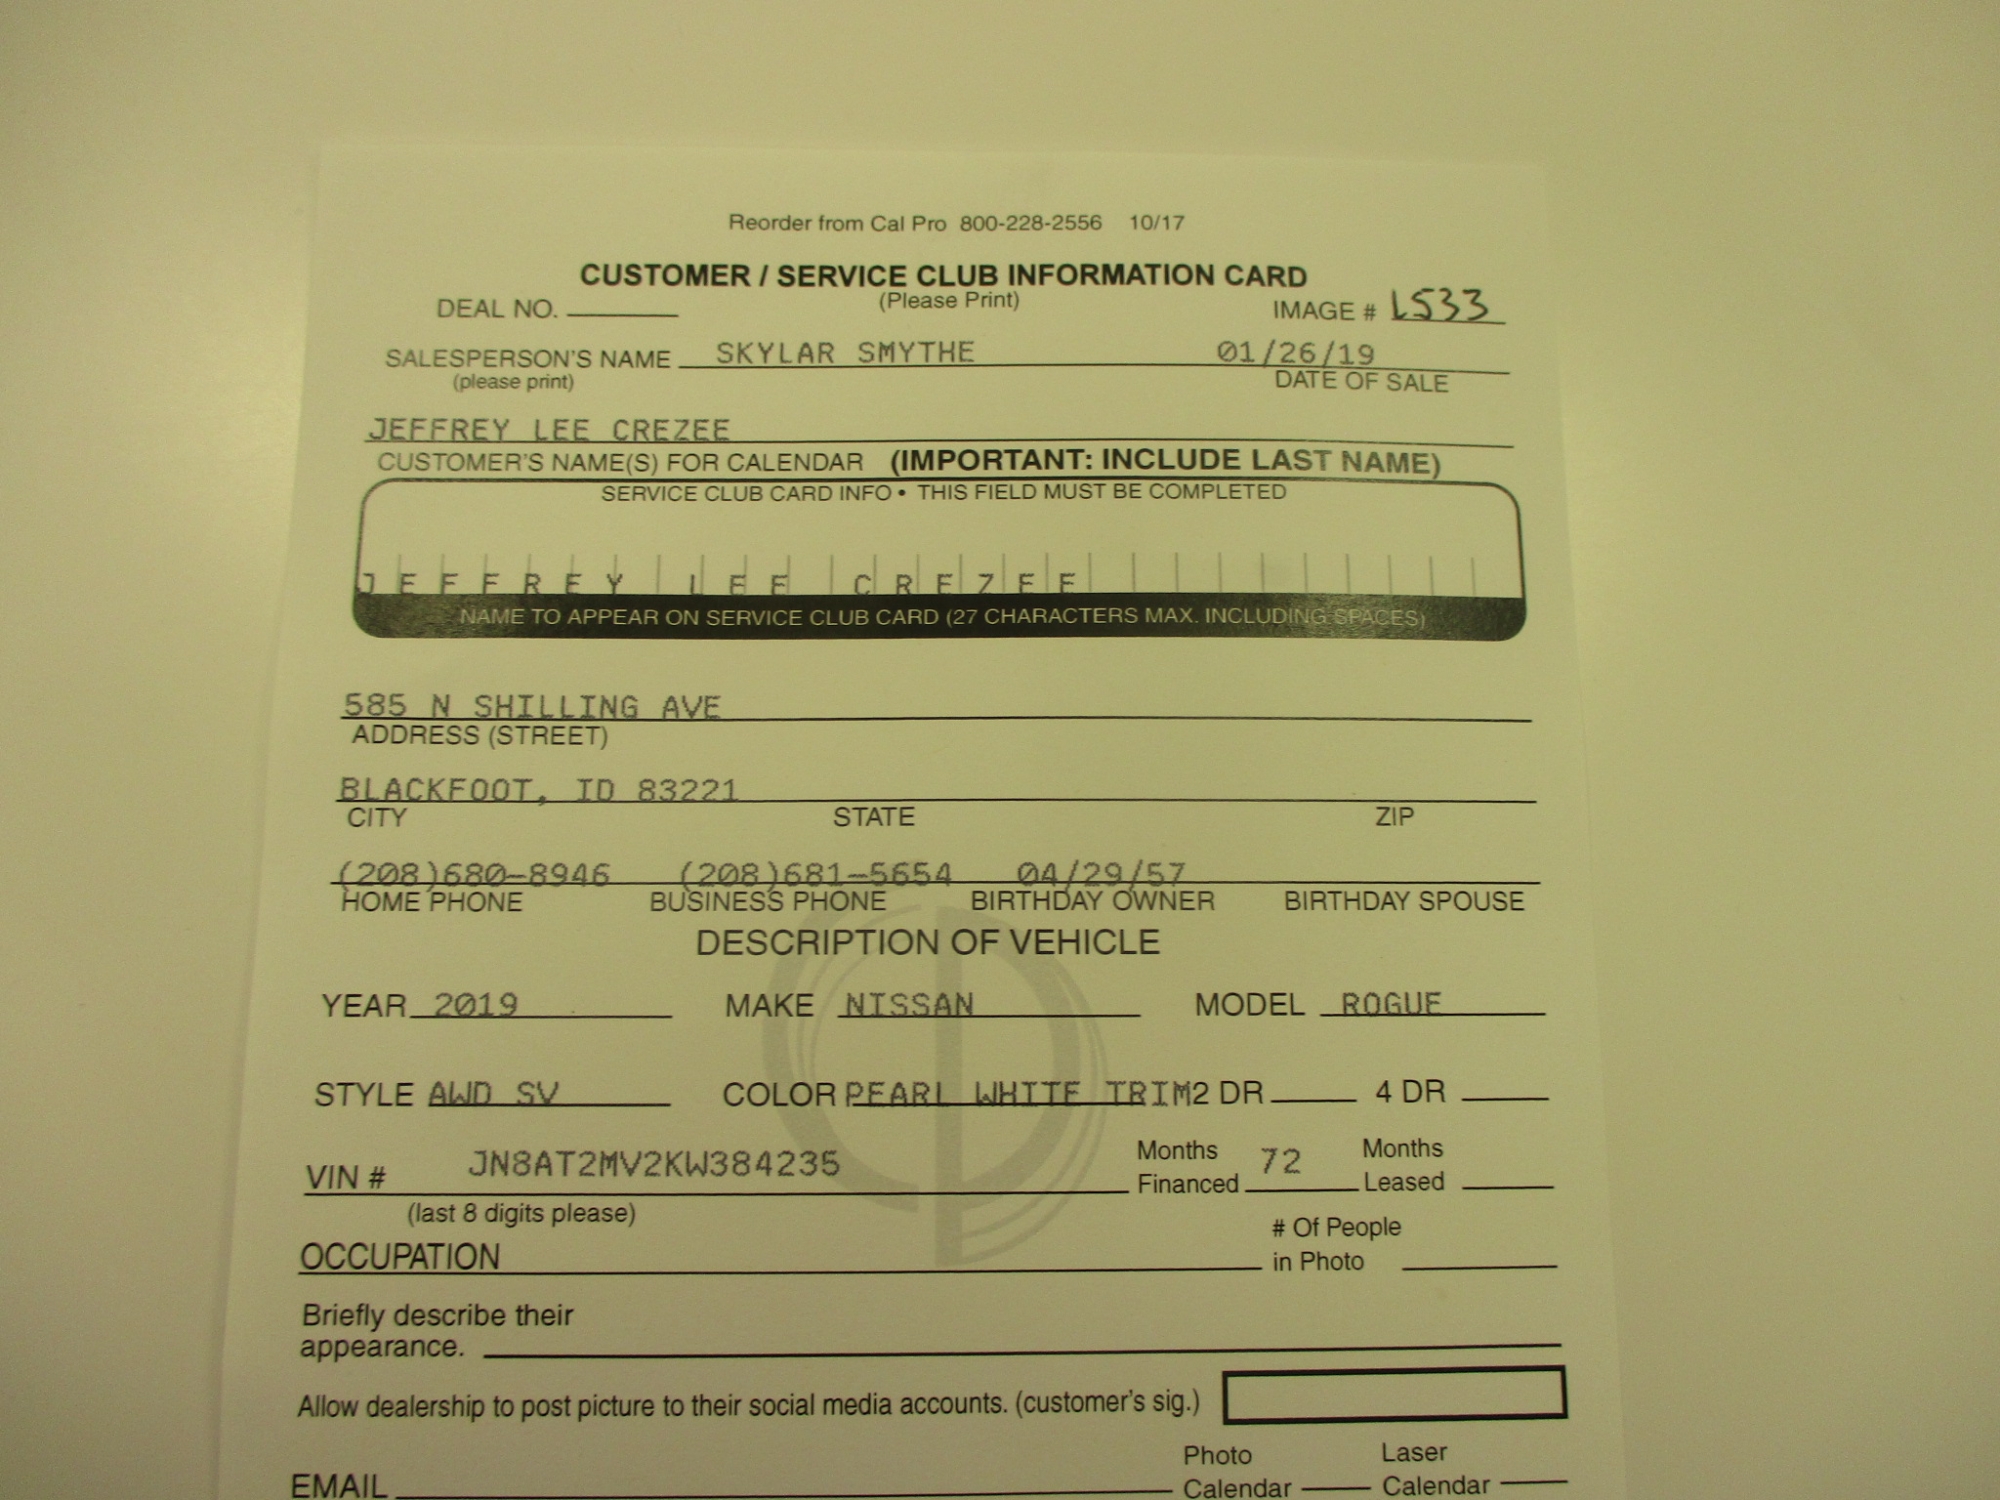 Reorder from Cal Pro 800-228-2556 10/17
CUSTOMER / SERVICE CLUB INFORMATION CARD
DEAL NO. (Please Print) IMAGE # L533
SALESPERSON'S NAME SKYLAR SMYTHE 01/26/19
(please print) DATE OF SALE
JEFFREY LEE CREZEE
CUSTOMER'S NAME(S) FOR CALENDAR (IMPORTANT: INCLUDE LAST NAME)
SERVICE CLUB CARD INFO • THIS FIELD MUST BE COMPLETED
JEFFREY LEE CREZEE
NAME TO APPEAR ON SERVICE CLUB CARD (27 CHARACTERS MAX. INCLUDING SPACES)
585 N SHILLING AVE
ADDRESS (STREET)
BLACKFOOT, ID 83221
CITY STATE ZIP
(208)680-8946 (208)681-5654 04/29/57
HOME PHONE BUSINESS PHONE BIRTHDAY OWNER BIRTHDAY SPOUSE
DESCRIPTION OF VEHICLE
YEAR 2019 MAKE NISSAN MODEL ROGUE
STYLE AWD SV COLOR PEARL WHITE TRIM 2 DR 4 DR
VIN # JN8AT2MV2KW384235 Months Financed 72 Months Leased
(last 8 digits please)
OCCUPATION # Of People in Photo
Briefly describe their
appearance.
Allow dealership to post picture to their social media accounts. (customer's sig.)
EMAIL Photo Calendar Laser Calendar